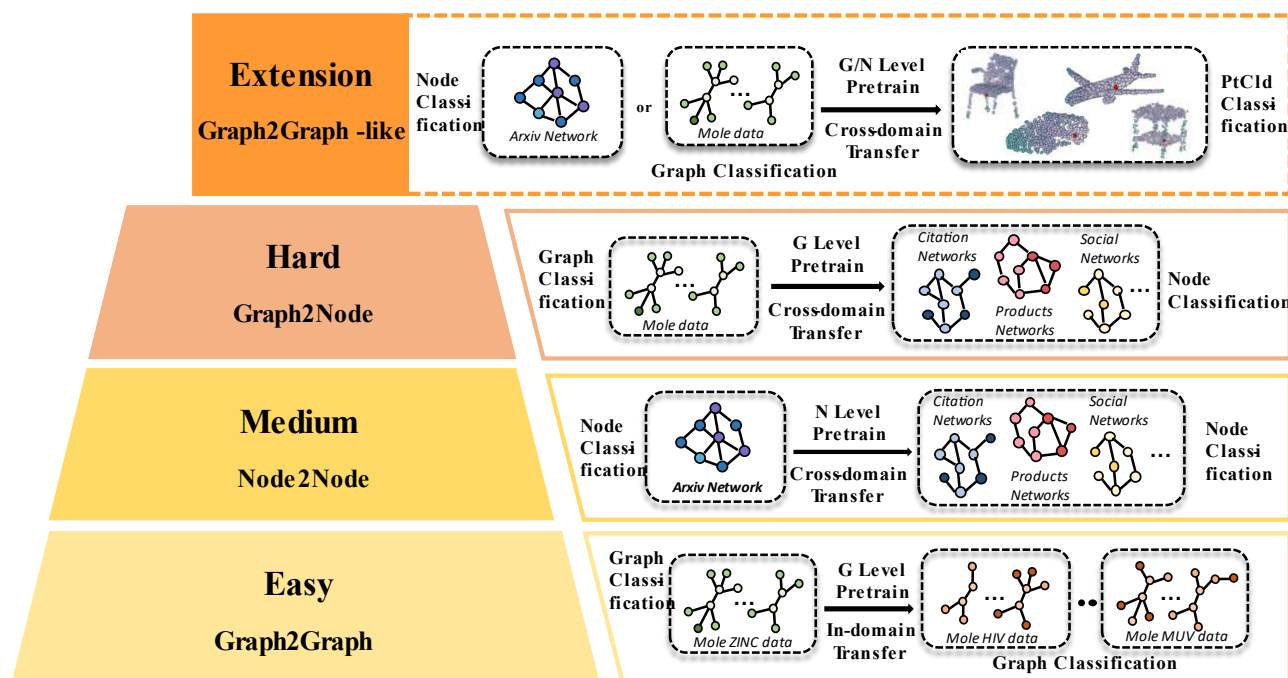 Extension
Graph2Graph -like
Node
Classi-
fication
Arxiv Network
or
...
Mole data
Graph Classification
G/N Level
Pretrain
Cross-domain
Transfer
PtCld
Classi-
fication
Hard
Graph2Node
Graph
Classi-
fication
...
Mole data
G Level
Pretrain
Cross-domain
Transfer
Citation
Networks
Products
Networks
Social
Networks
...
Node
Classification
Medium
Node2Node
Node
Classi-
fication
Arxiv Network
N Level
Pretrain
Cross-domain
Transfer
Citation
Networks
Products
Networks
Social
Networks
...
Node
Classi-
fication
Easy
Graph2Graph
Graph
Classi-
fication
...
Mole ZINC data
G Level
Pretrain
In-domain
Transfer
...
Mole HIV data
..
...
Mole MUV data
Graph Classification